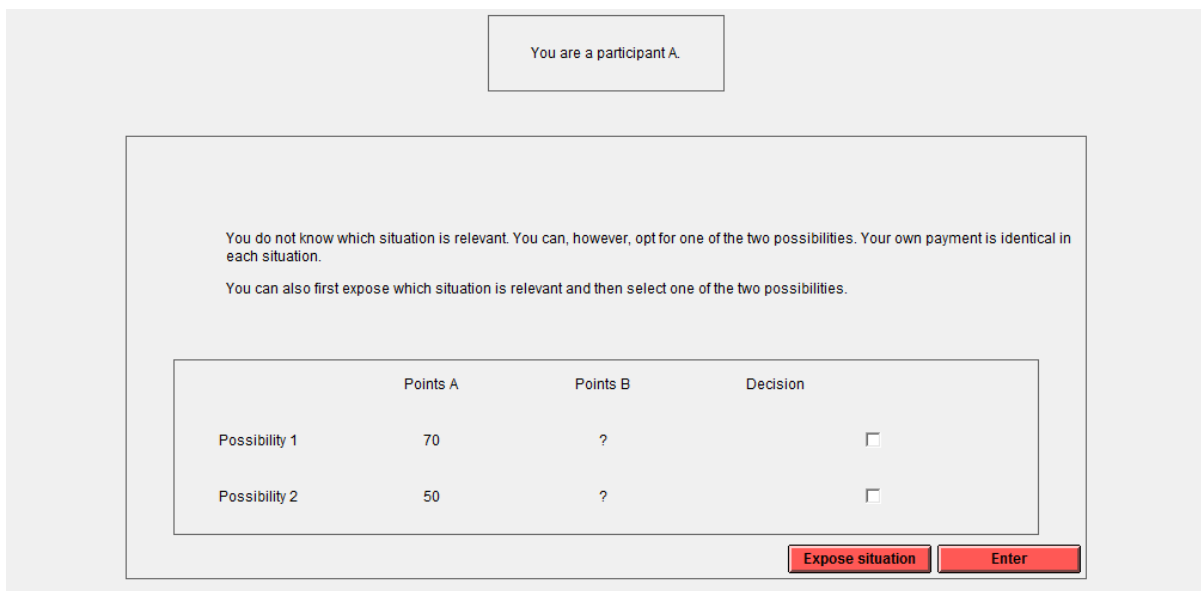 You are a participant A.
You do not know which situation is relevant. You can, however, opt for one of the two possibilities. Your own payment is identical in
each situation.
You can also first expose which situation is relevant and then select one of the two possibilities.
Points A Points B Decision
Possibility 1 70 ?
Possibility 2 50 ?
Expose situation Enter